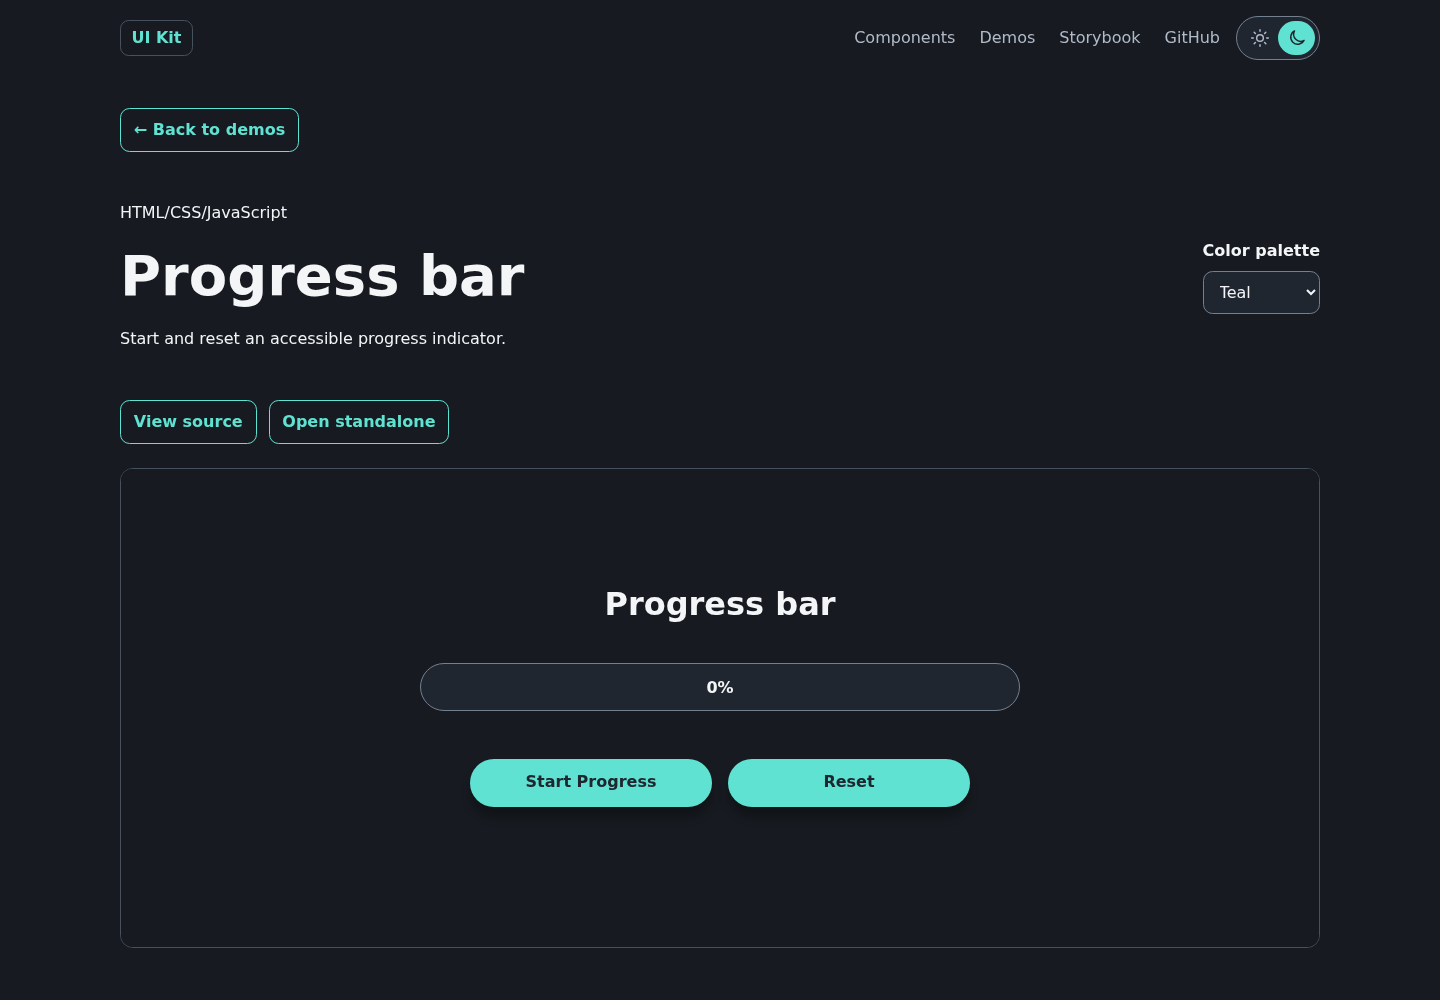 UI Kit
Components
Demos
Storybook
GitHub
← Back to demos
HTML/CSS/JavaScript
Progress bar
Start and reset an accessible progress indicator.
Color palette
Teal
View source
Open standalone
Progress bar
0%
Start Progress
Reset